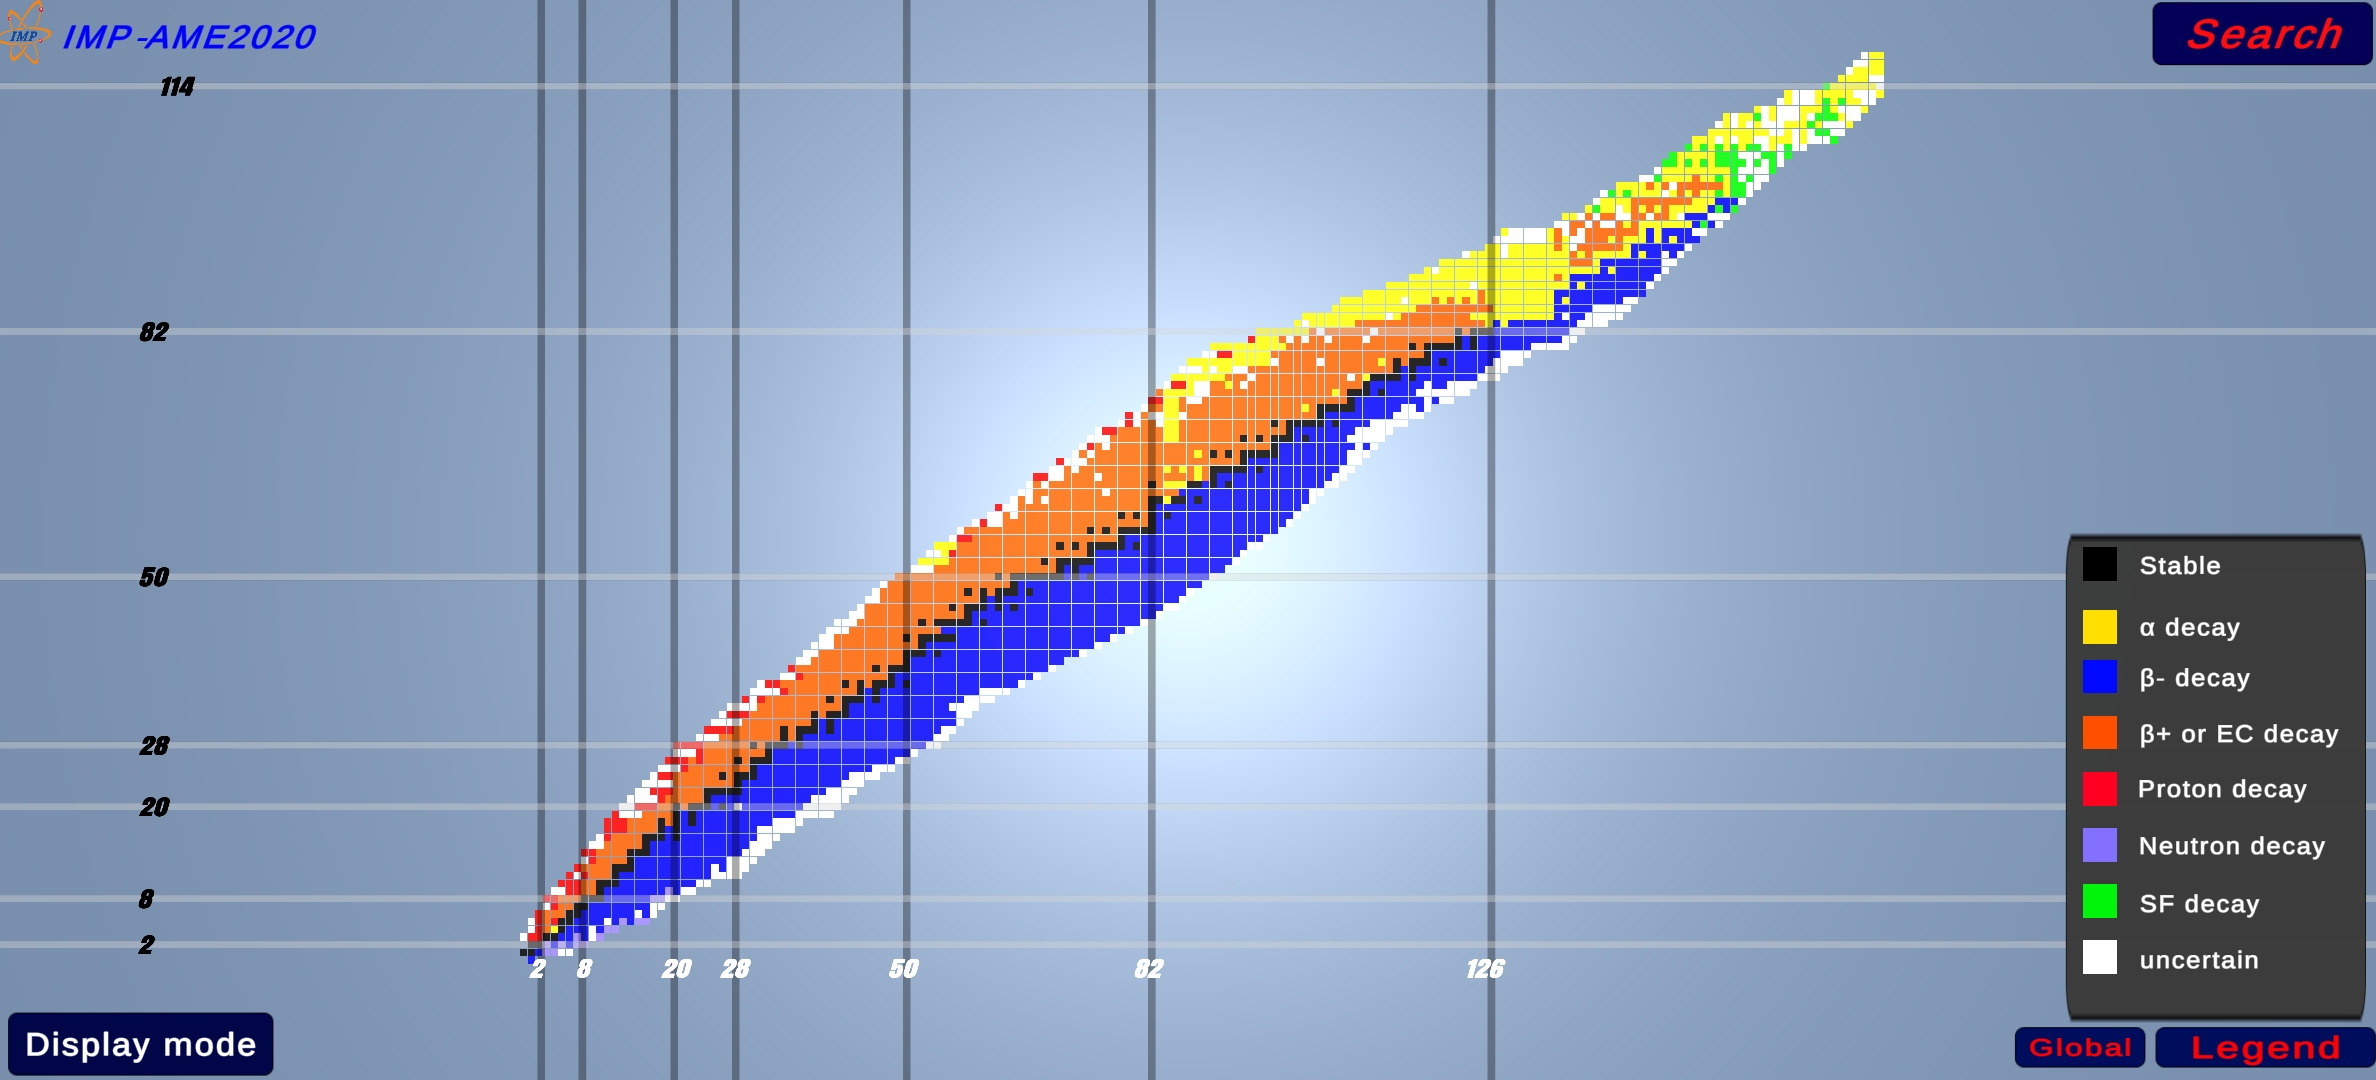 IMP
IMP-AME2020
Search
114
82
50
28
20
8
2
2 8 20 28 50 82 126
Stable
α decay
β- decay
β+ or EC decay
Proton decay
Neutron decay
SF decay
uncertain
Display mode
Global
Legend